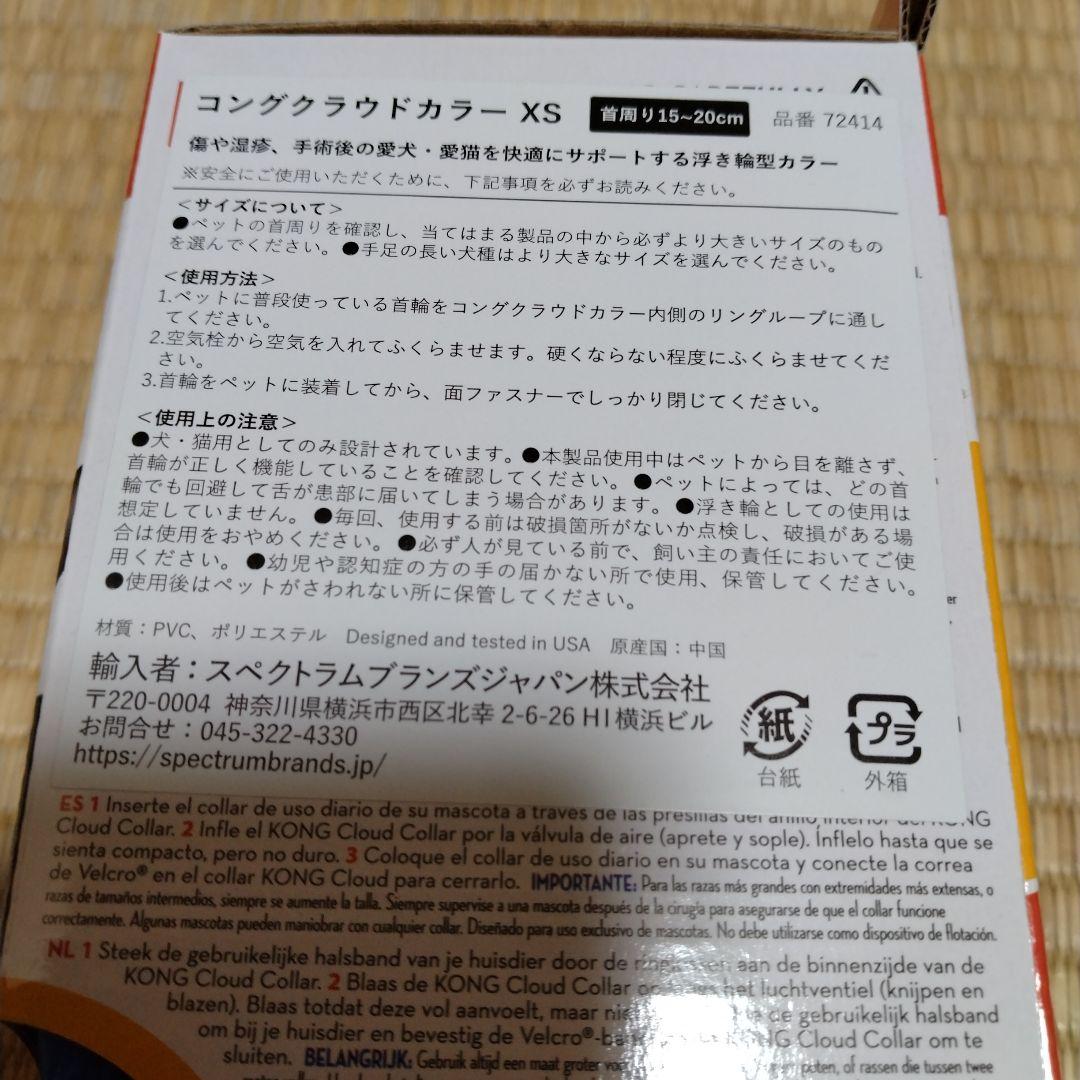 コングクラウドカラー XS 首周り15~20cm 品番 72414
傷や湿疹、手術後の愛犬・愛猫を快適にサポートする浮き輪型カラー
※安全にご使用いただくために、下記事項を必ずお読みください。
＜サイズについて＞
●ペットの首周りを確認し、当てはまる製品の中から必ずより大きいサイズのもの
を選んでください。●手足の長い犬種はより大きなサイズを選んでください。
＜使用方法＞
1.ペットに普段使っている首輪をコングクラウドカラー内側のリングループに通し
てください。
2.空気栓から空気を入れてふくらませます。硬くならない程度にふくらませてくだ
さい。
3.首輪をペットに装着してから、面ファスナーでしっかり閉じてください。
＜使用上の注意＞
●犬・猫用としてのみ設計されています。●本製品使用中はペットから目を離さず、
首輪が正しく機能していることを確認してください。●ペットによっては、どの首
輪でも回避して舌が患部に届いてしまう場合があります。●浮き輪としての使用は
想定していません。●毎回、使用する前は破損箇所がないか点検し、破損がある場
合は使用をおやめください。●必ず人が見ている前で、飼い主の責任においてご使
用ください。●幼児や認知症の方の手の届かない所で使用、保管してください。
●使用後はペットがさわれない所に保管してください。
材質：PVC、ポリエステル Designed and tested in USA 原産国：中国
輸入者：スペクトラムブランズジャパン株式会社
〒220-0004 神奈川県横浜市西区北幸 2-6-26 HI横浜ビル
お問合せ：045-322-4330
https://spectrumbrands.jp/
紙 プラ
台紙 外箱
ES 1 Inserte el collar de uso diario de su mascota a través de las presillas del anillo interior del KONG
Cloud Collar. 2 Infle el KONG Cloud Collar por la válvula de aire (apriete y sople). Ínflelo hasta que se
sienta compacto, pero no duro. 3 Coloque el collar de uso diario en su mascota y conecte la correa
de Velcro® en el collar KONG Cloud para cerrarlo. IMPORTANTE: Para las razas más grandes con extremidades más extensas, o
razas de tamaños intermedios, siempre se aumente la talla. Siempre supervise a una mascota después de la cirugía para asegurarse de que el collar funcione
correctamente. Algunas mascotas pueden maniobrar con cualquier collar. Diseñado para uso exclusivo de mascotas. No debe utilizarse como dispositivo de flotación.
NL 1 Steek de gebruikelijke halsband van je huisdier door de aan de binnenzijde van de
KONG Cloud Collar. 2 Blaas de KONG Cloud Collar op het luchtventiel (knijpen en
blazen). Blaas totdat deze vol aanvoelt, maar de gebruikelijk halsband
om bij je huisdier en bevestig de Velcro® Cloud Collar om te
sluiten. BELANGRIJK: Gebruik altijd een maat groter poten, of rassen die tussen twee